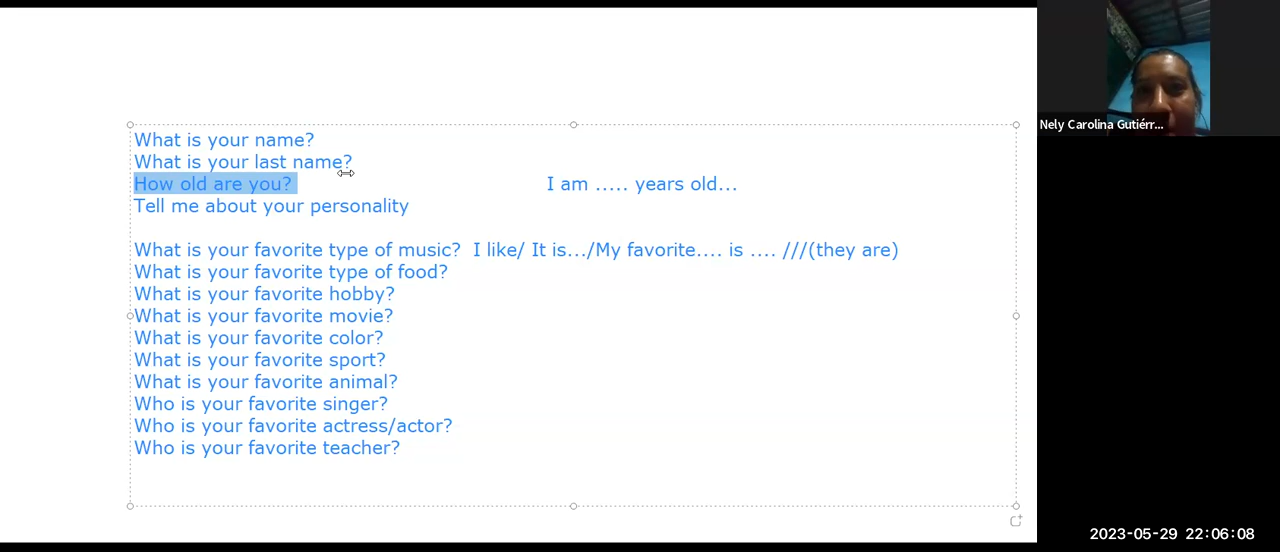 What is your name?
What is your last name?
How old are you? I am ..... years old...
Tell me about your personality
What is your favorite type of music? I like/ It is.../My favorite.... is .... ///(they are)
What is your favorite type of food?
What is your favorite hobby?
What is your favorite movie?
What is your favorite color?
What is your favorite sport?
What is your favorite animal?
Who is your favorite singer?
Who is your favorite actress/actor?
Who is your favorite teacher?
Nely Carolina Gutiérr...
2023-05-29 22:06:08